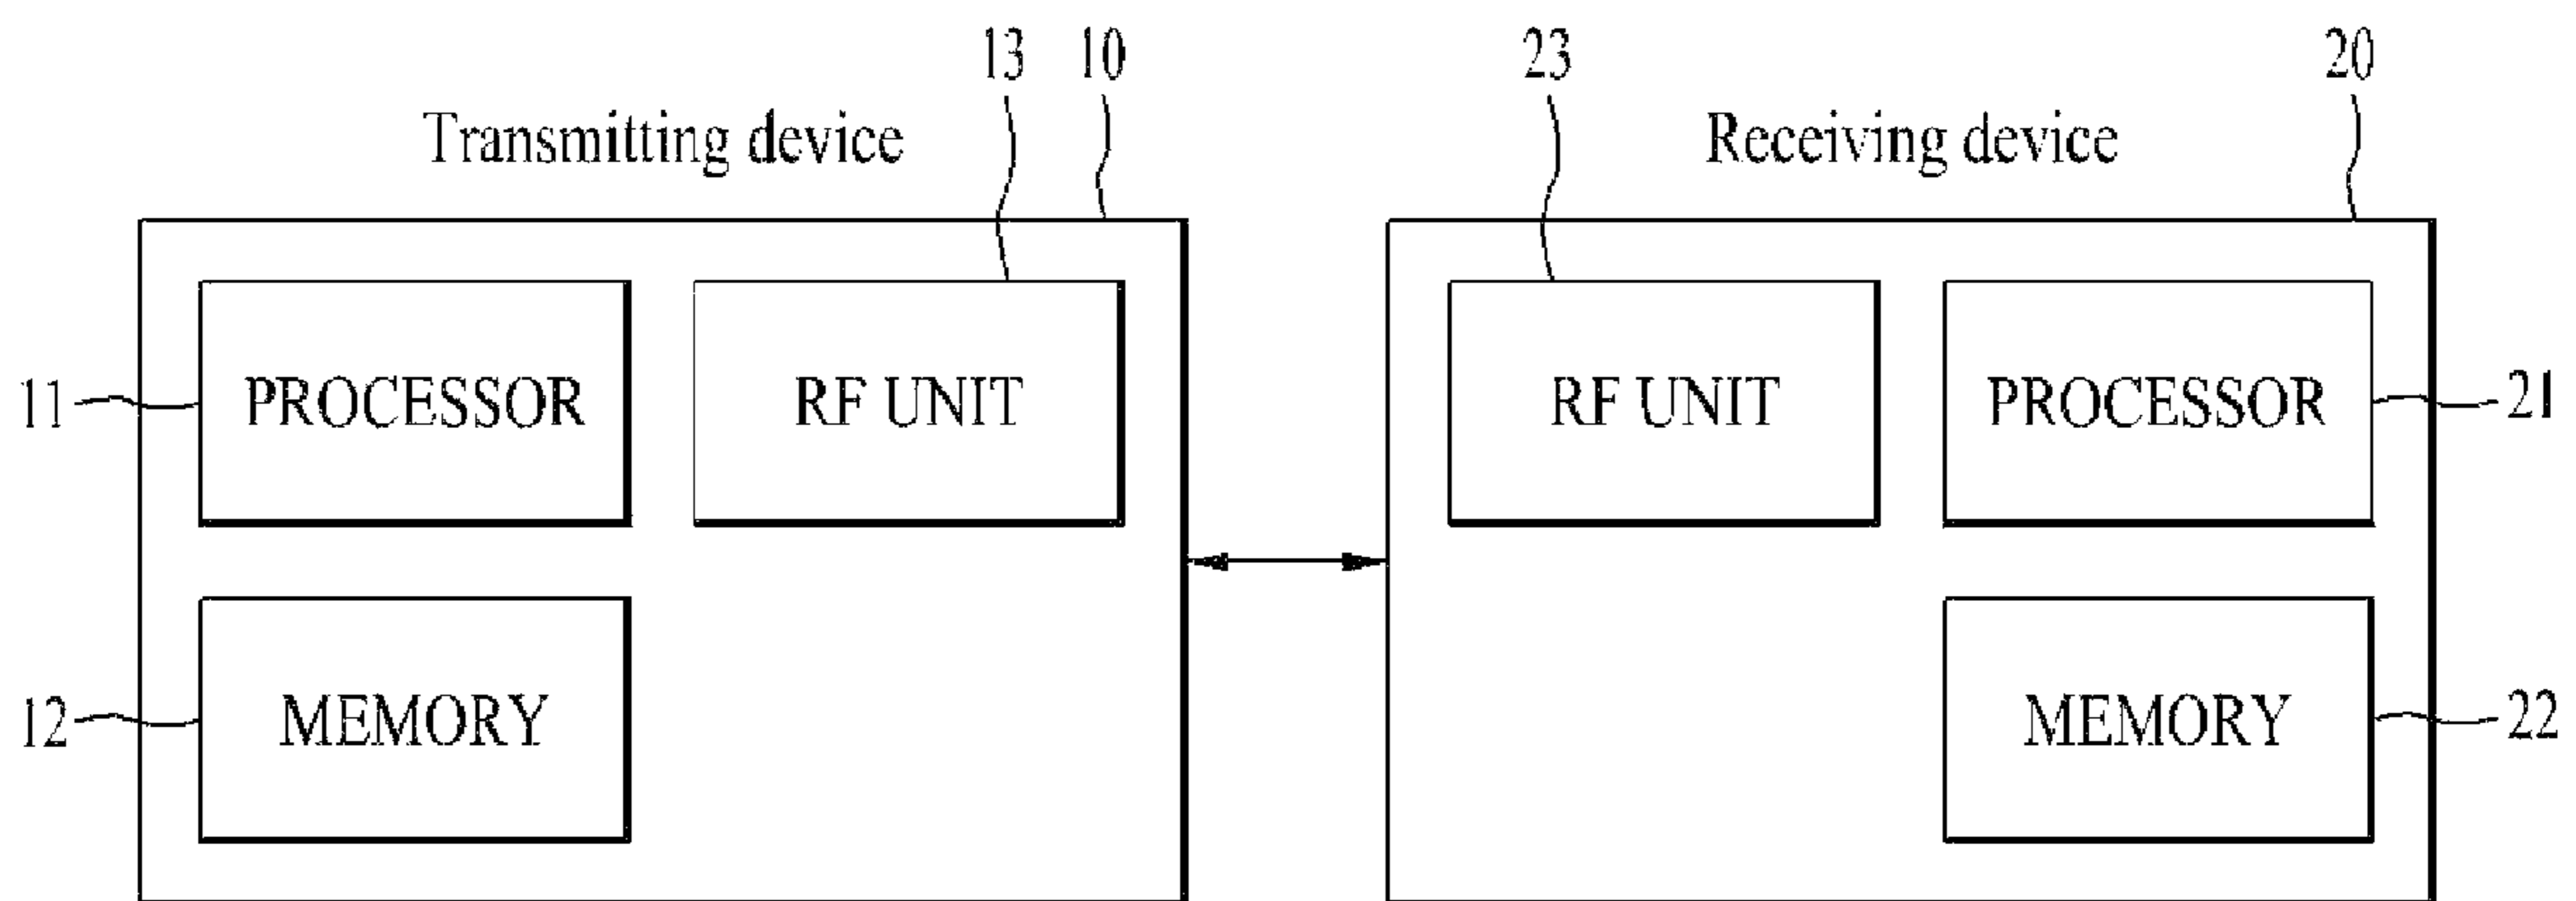 13 10 23 20
Transmitting device Receiving device
11 PROCESSOR RF UNIT RF UNIT PROCESSOR 21
12 MEMORY MEMORY 22